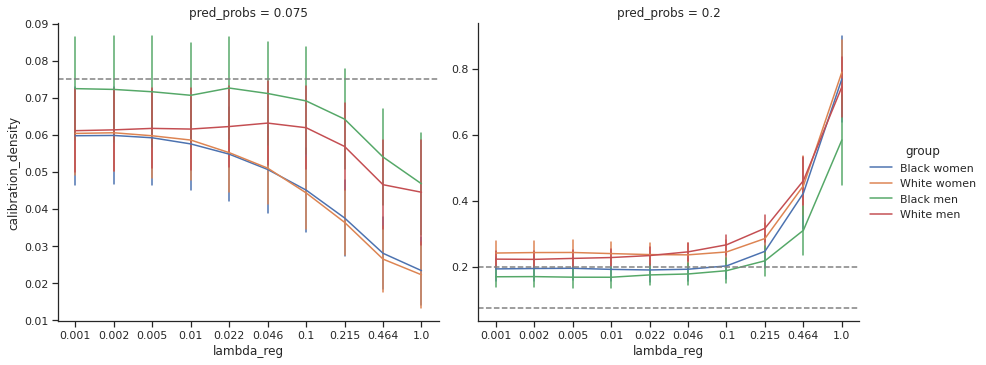 pred_probs = 0.075
pred_probs = 0.2
calibration_density
0.09
0.08
0.07
0.06
0.05
0.04
0.03
0.02
0.01
0.001 0.002 0.005 0.01 0.022 0.046 0.1 0.215 0.464 1.0
lambda_reg
0.8
0.6
0.4
0.2
0.001 0.002 0.005 0.01 0.022 0.046 0.1 0.215 0.464 1.0
lambda_reg
group
Black women
White women
Black men
White men